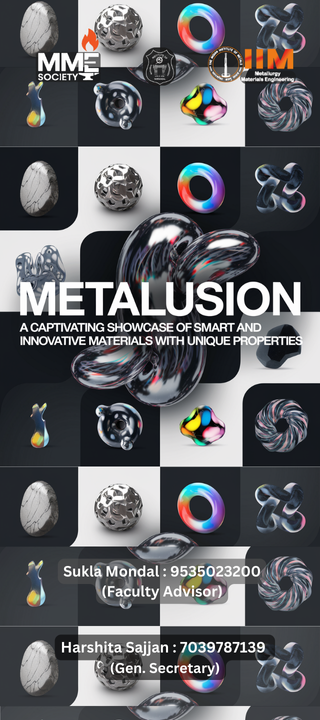 MME
SOCIETY
IIM
Metallurgy
Materials Engineering
METALUSION
A CAPTIVATING SHOWCASE OF SMART AND
INNOVATIVE MATERIALS WITH UNIQUE PROPERTIES
Sukla Mondal : 9535023200
(Faculty Advisor)
Harshita Sajjan : 7039787139
(Gen. Secretary)